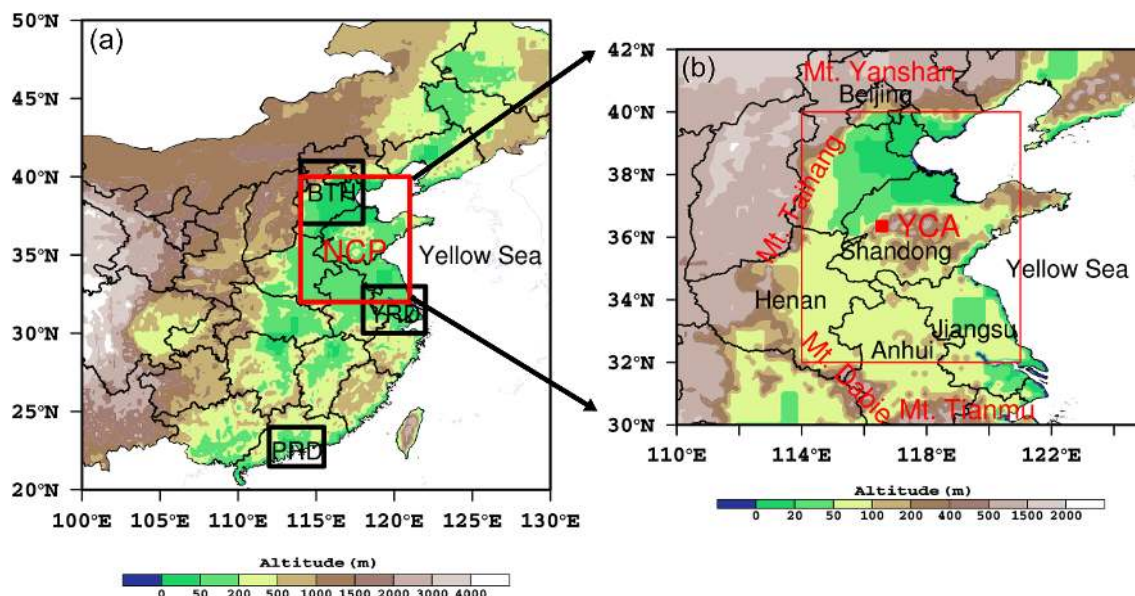 (a)
50°N
45°N
40°N
35°N
30°N
25°N
20°N
100°E 105°E 110°E 115°E 120°E 130°E
BTH
NCP
Yellow Sea
YRD
PRD
Altitude (m)
0 50 200 500 1000 1500 2000 3000 4000
(b)
42°N
40°N
38°N
36°N
34°N
32°N
30°N
110°E 114°E 118°E 122°E
Mt. Yanshan
Beijing
Mt. Taihang
YCA
Shandong
Yellow Sea
Henan
Jiangsu
Anhui
Mt. Dabie
Mt. Tianmu
Altitude (m)
0 20 50 100 200 400 500 1500 2000